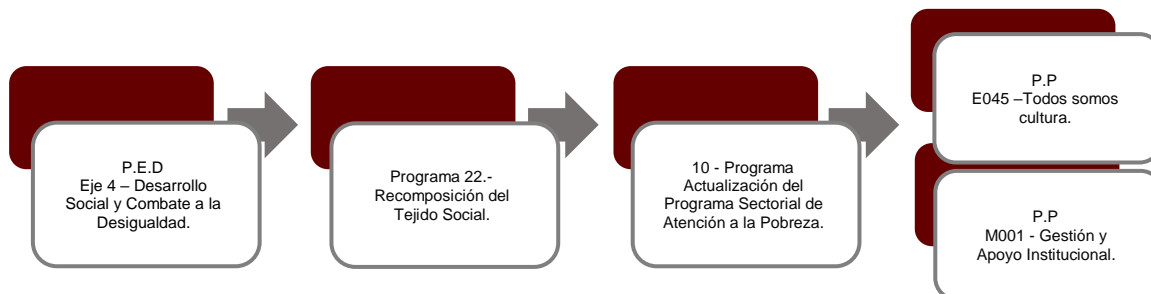 P.E.D
Eje 4 – Desarrollo
Social y Combate a la
Desigualdad.
Programa 22.-
Recomposición del
Tejido Social.
10 - Programa
Actualización del
Programa Sectorial de
Atención a la Pobreza.
P.P
E045 –Todos somos
cultura.
P.P
M001 - Gestión y
Apoyo Institucional.